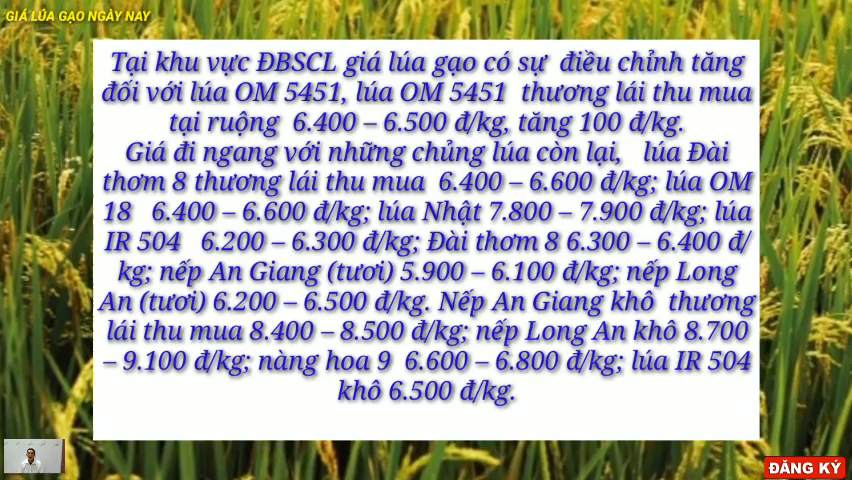 GIÁ LÚA GẠO NGÀY NAY
Tại khu vực ĐBSCL giá lúa gạo có sự điều chỉnh tăng
đối với lúa OM 5451, lúa OM 5451 thương lái thu mua
tại ruộng 6.400 – 6.500 đ/kg, tăng 100 đ/kg.
Giá đi ngang với những chủng lúa còn lại, lúa Đài
thơm 8 thương lái thu mua 6.400 – 6.600 đ/kg; lúa OM
18 6.400 – 6.600 đ/kg; lúa Nhật 7.800 – 7.900 đ/kg; lúa
IR 504 6.200 – 6.300 đ/kg; Đài thơm 8 6.300 – 6.400 đ/
kg; nếp An Giang (tươi) 5.900 – 6.100 đ/kg; nếp Long
An (tươi) 6.200 – 6.500 đ/kg. Nếp An Giang khô thương
lái thu mua 8.400 – 8.500 đ/kg; nếp Long An khô 8.700
– 9.100 đ/kg; nàng hoa 9 6.600 – 6.800 đ/kg; lúa IR 504
khô 6.500 đ/kg.
ĐĂNG KÝ